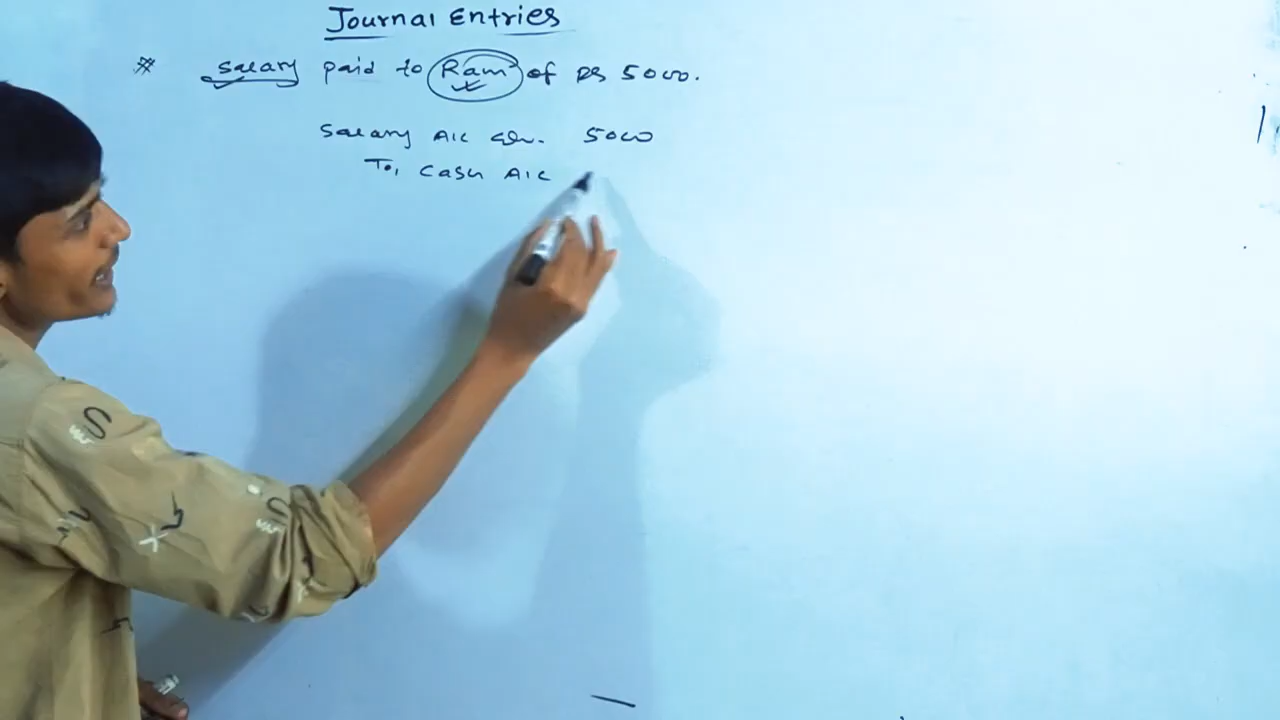 Journal Entries
* Salary paid to Ram of Rs 5000.
Salary A/c Dr. 5000
To, Cash A/c